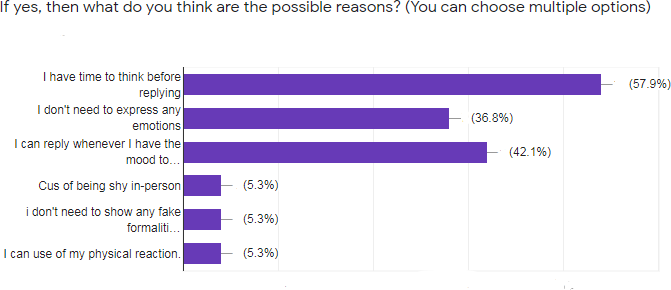 If yes, then what do you think are the possible reasons? (You can choose multiple options)
I have time to think before
replying
(57.9%)
I don't need to express any
emotions
(36.8%)
I can reply whenever I have the
mood to...
(42.1%)
Cus of being shy in-person
(5.3%)
i don't need to show any fake
formaliti...
(5.3%)
I can use of my physical reaction.
(5.3%)